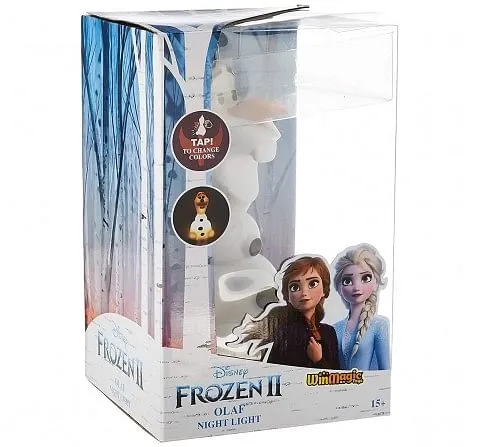 TAP!
TO CHANGE
COLORS
Disney
FROZEN II
OLAF
NIGHT LIGHT
Disney
FROZEN II
OLAF
NIGHT LIGHT
WinMagic
15+